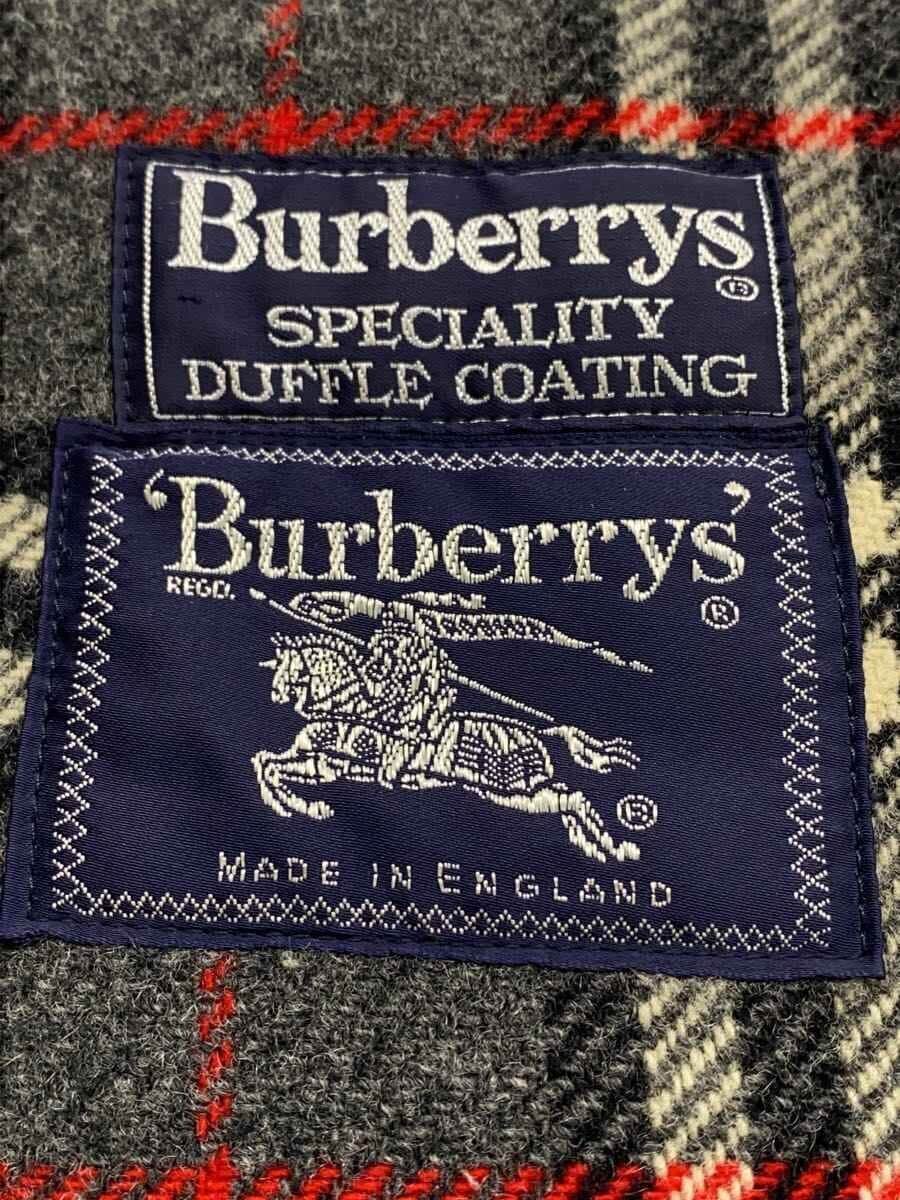 Burberrys
®
SPECIALITY
DUFFLE COATING
'Burberrys'
REGD.
®
®
MADE IN ENGLAND